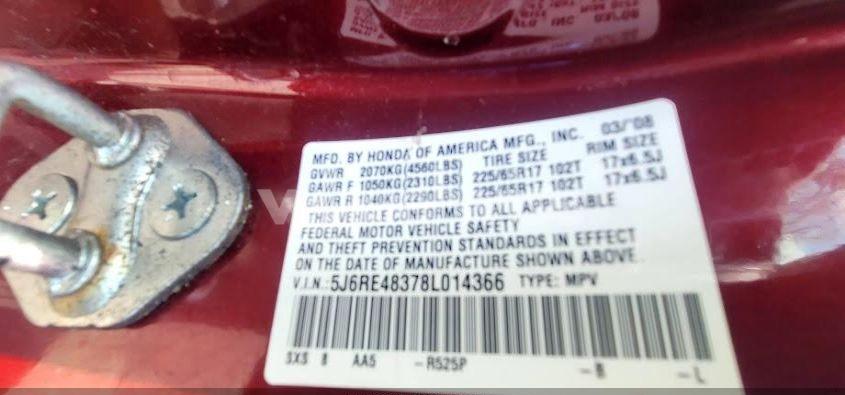 MFD. BY HONDA OF AMERICA MFG., INC. 03/'08
GVWR 2070KG(4560LBS) TIRE SIZE RIM SIZE
GAWR F 1050KG(2310LBS) 225/65R17 102T 17x6.5J
GAWR R 1040KG(2290LBS) 225/65R17 102T 17x6.5J
THIS VEHICLE CONFORMS TO ALL APPLICABLE
FEDERAL MOTOR VEHICLE SAFETY
AND THEFT PREVENTION STANDARDS IN EFFECT
ON THE DATE OF MANUFACTURE SHOWN ABOVE.
V.I.N.:5J6RE48378L014366 TYPE: MPV
SXS 8 AA5 -R525P -B -L